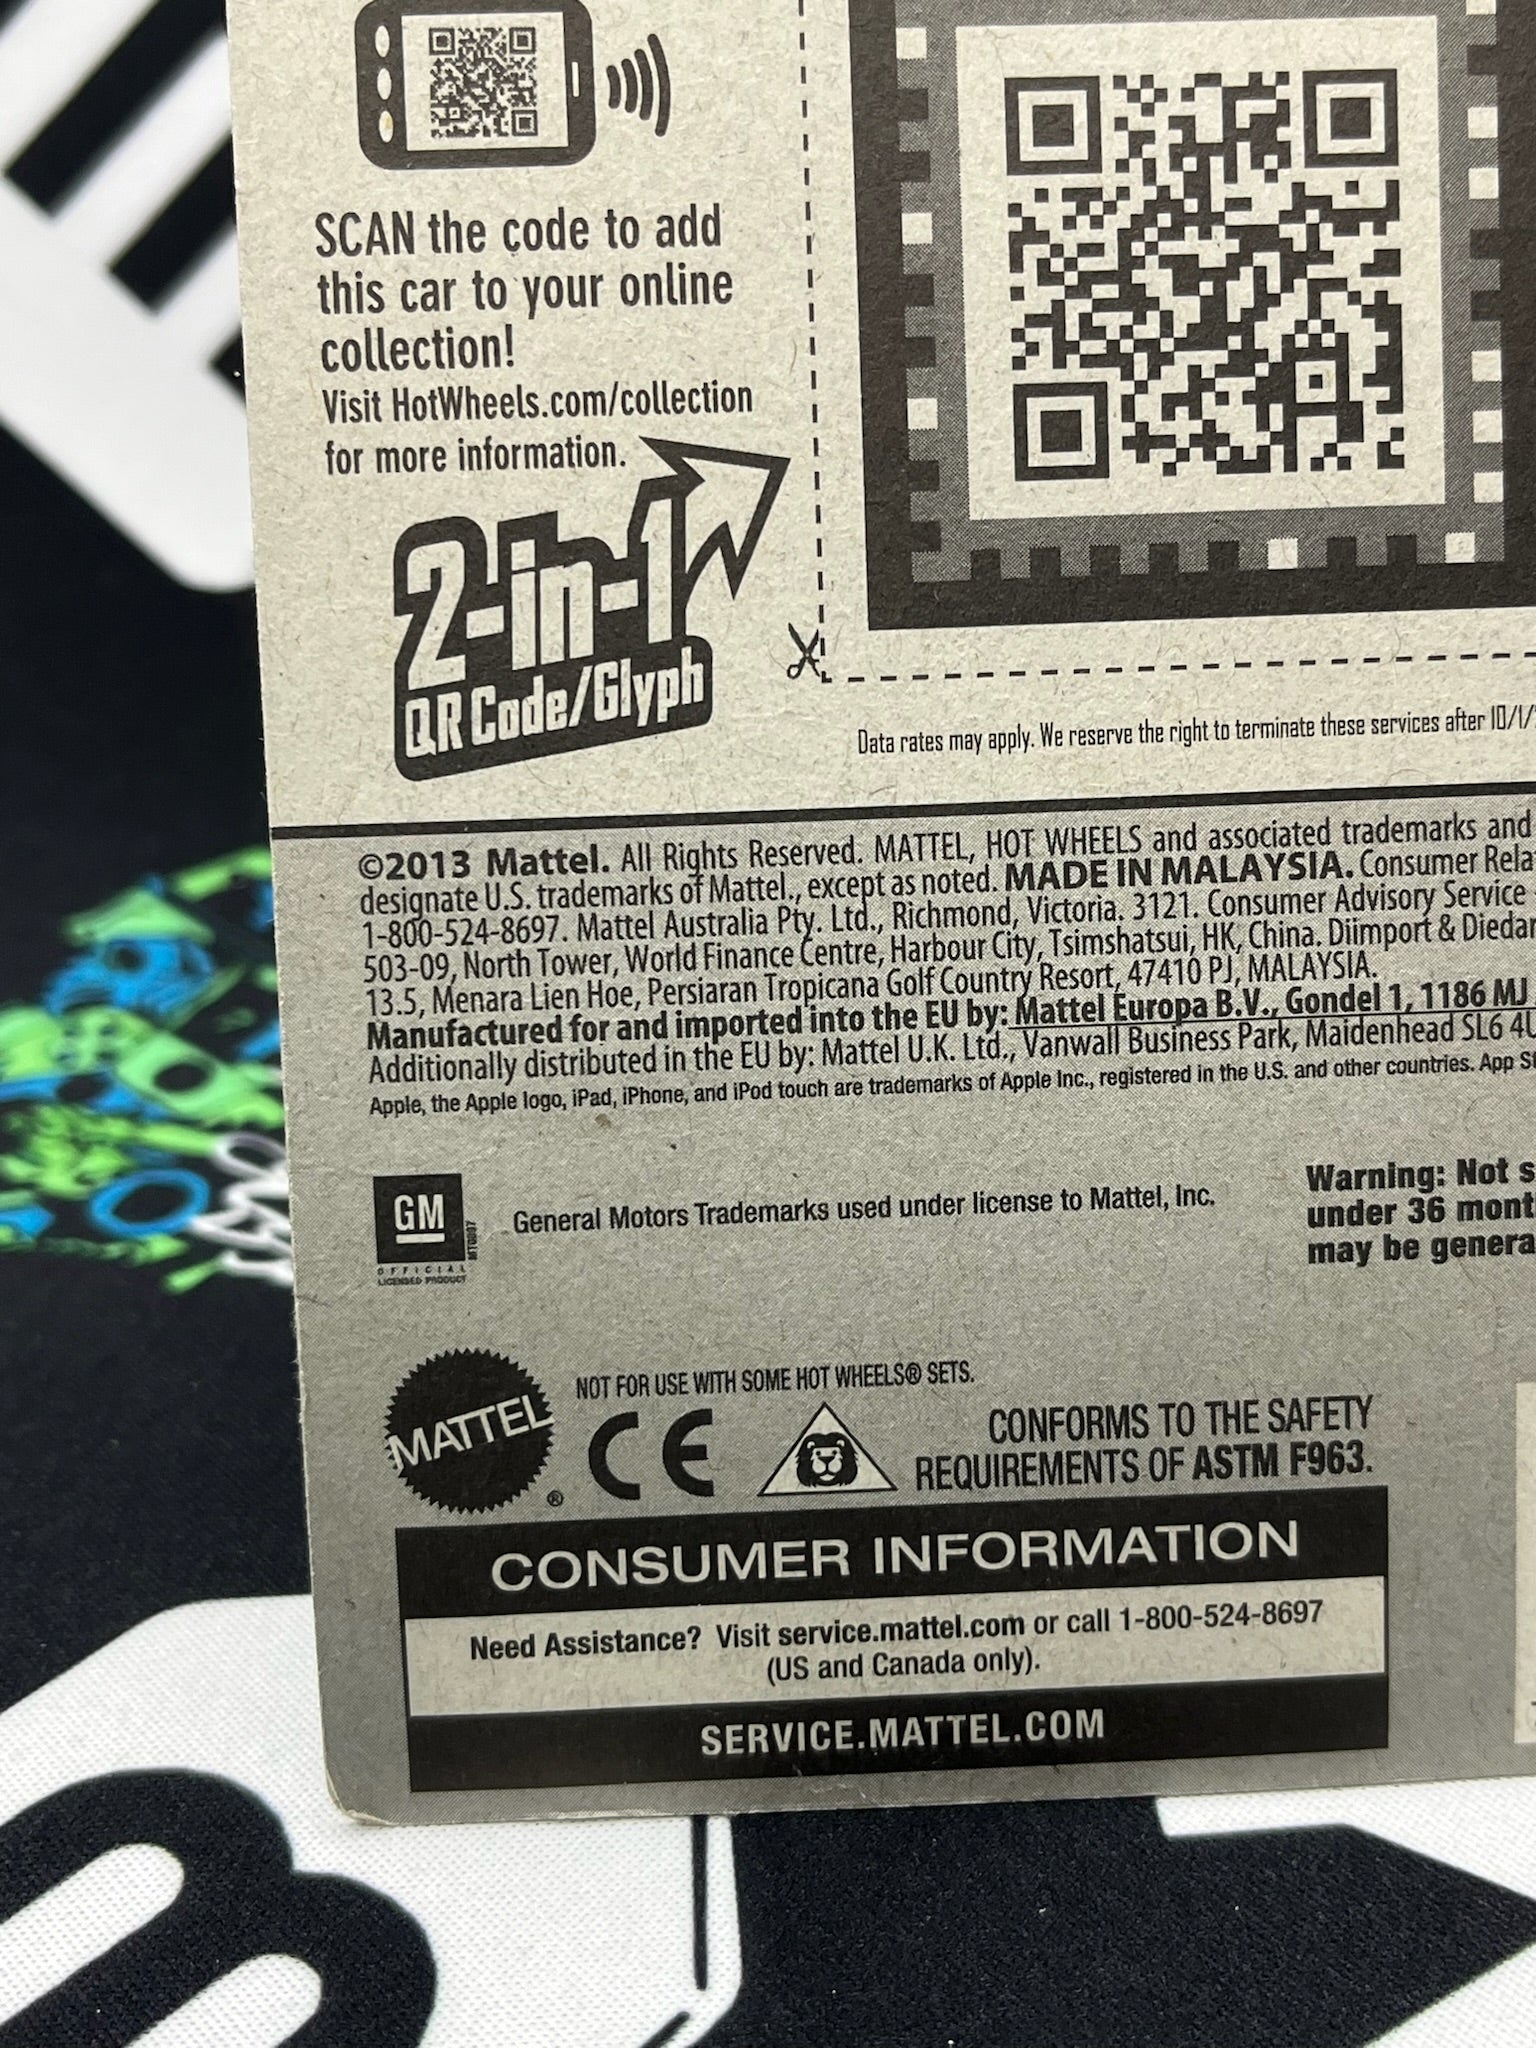 SCAN the code to add
this car to your online
collection!
Visit HotWheels.com/collection
for more information.
2-in-1
QR Code/Glyph
Data rates may apply. We reserve the right to terminate these services after 10/1/
©2013 Mattel. All Rights Reserved. MATTEL, HOT WHEELS and associated trademarks and
designate U.S. trademarks of Mattel., except as noted. MADE IN MALAYSIA. Consumer
1-800-524-8697. Mattel Australia Pty. Ltd., Richmond, Victoria. 3121. Consumer Advisory Service
503-09, North Tower, World Finance Centre, Harbour City, Tsimshatsui, HK, China. Diimport &
13.5, Menara Lien Hoe, Persiaran Tropicana Golf Country Resort, 47410 PJ, MALAYSIA.
Manufactured for and imported into the EU by: Mattel Europa B.V., Gondel 1, 1186 MJ
Additionally distributed in the EU by: Mattel U.K. Ltd., Vanwall Business Park, Maidenhead SL6
Apple, the Apple logo, iPad, iPhone, and iPod touch are trademarks of Apple Inc., registered in the U.S. and other countries. App
GM
OFFICIAL
LICENSED PRODUCT
General Motors Trademarks used under license to Mattel, Inc.
Warning: Not
under 36
may be
MATTEL®
NOT FOR USE WITH SOME HOT WHEELS® SETS.
CE
CONFORMS TO THE SAFETY
REQUIREMENTS OF ASTM F963.
CONSUMER INFORMATION
Need Assistance? Visit service.mattel.com or call 1-800-524-8697
(US and Canada only).
SERVICE.MATTEL.COM